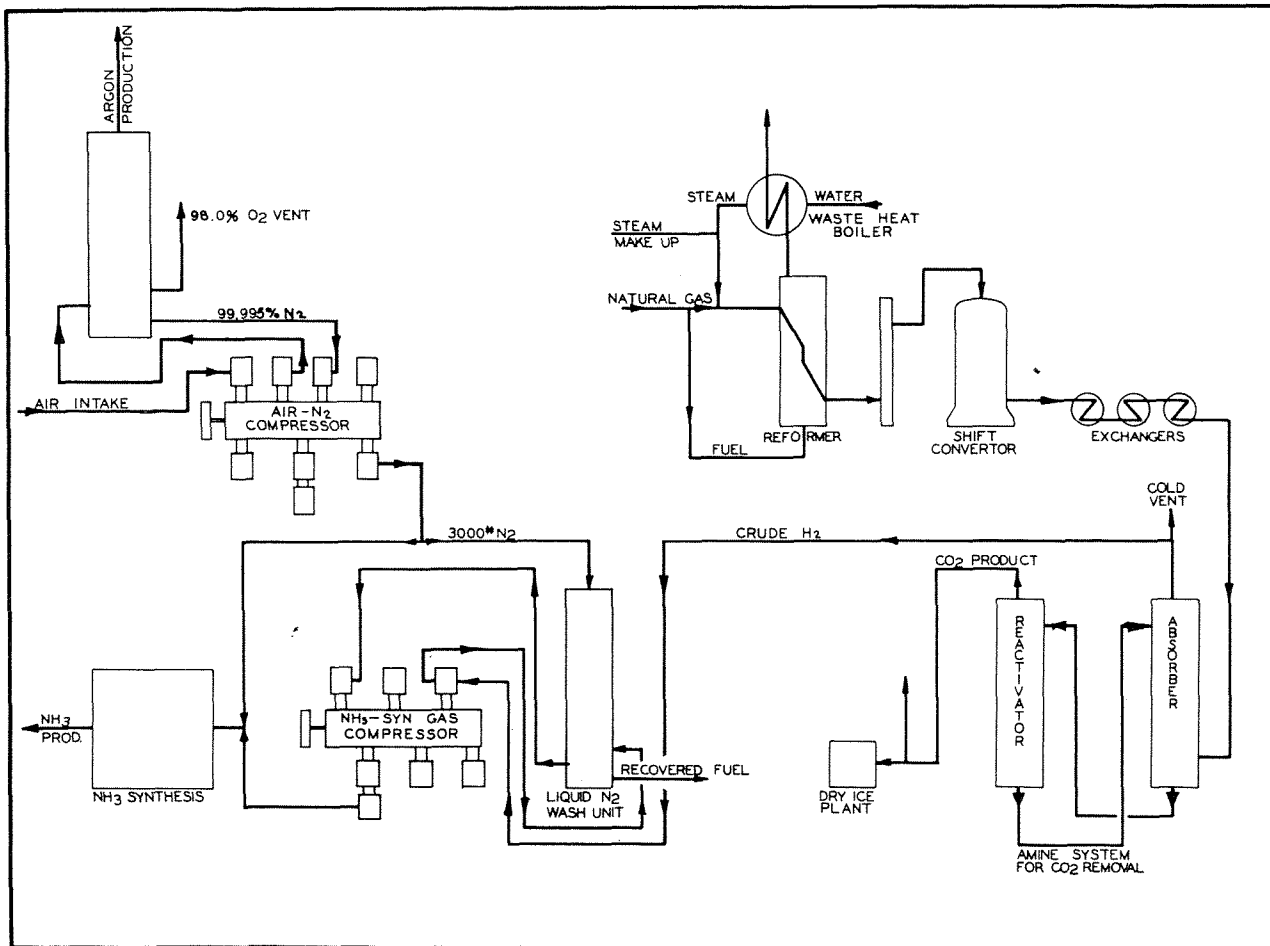 ARGON
PRODUCTION
98.0% O2 VENT
99.995% N2
AIR INTAKE
AIR-N2
COMPRESSOR
STEAM
WATER
WASTE HEAT
BOILER
STEAM
MAKE UP
NATURAL GAS
REFORMER
FUEL
SHIFT
CONVERTOR
EXCHANGERS
COLD
VENT
3000# N2
CRUDE H2
CO2 PRODUCT
REACTIVATOR
ABSORBER
NH3
PROD.
NH3 SYNTHESIS
NH3-SYN GAS
COMPRESSOR
RECOVERED FUEL
LIQUID N2
WASH UNIT
DRY ICE
PLANT
AMINE SYSTEM
FOR CO2 REMOVAL